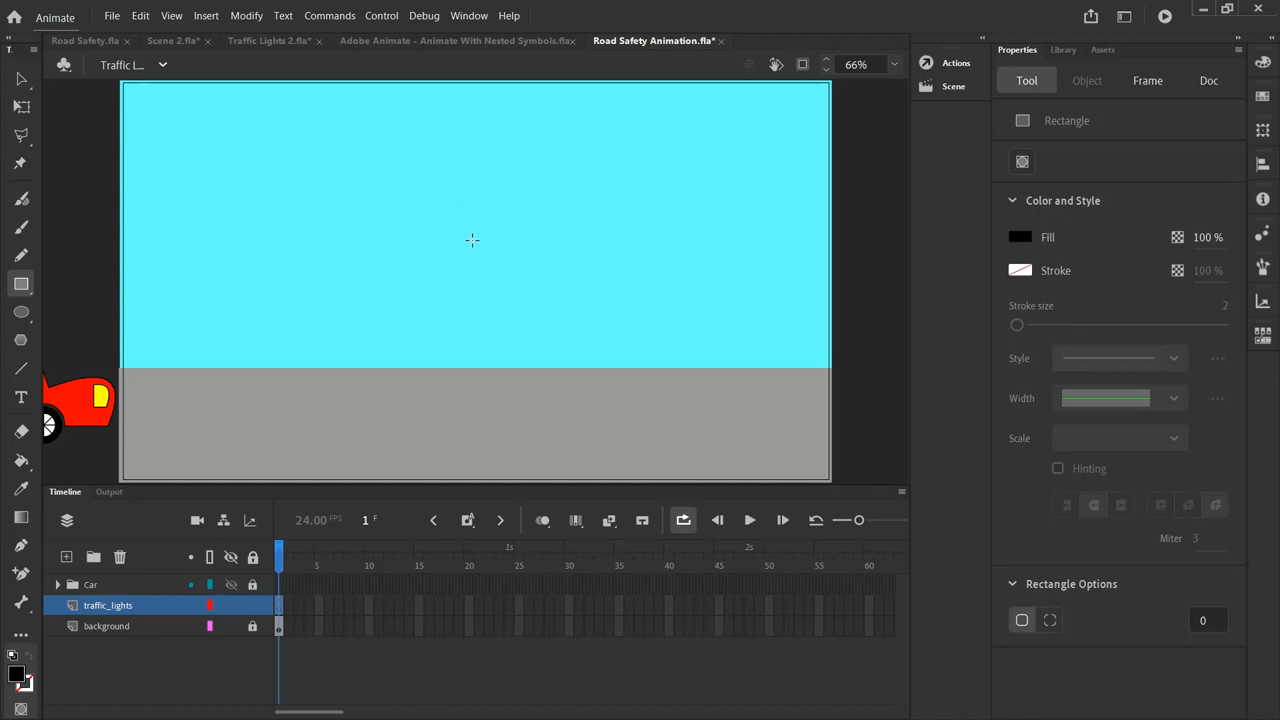 Animate File Edit View Insert Modify Text Commands Control Debug Window Help
Road Safety.fla × Scene 2.fla* × Traffic Lights 2.fla* × Adobe Animate - Animate With Nested Symbols.fla × Road Safety Animation.fla* ×
Traffic l... 66%
Actions
Scene
Properties Library Assets
Tool Object Frame Doc
Rectangle
Color and Style
Fill 100 %
Stroke 100 %
Stroke size 2
Style
Width
Scale
Hinting
Miter 3
Rectangle Options
0
Timeline Output
24.00 FPS 1 F
1s 2s
5 10 15 20 25 30 35 40 45 50 55 60
Car
traffic_lights
background